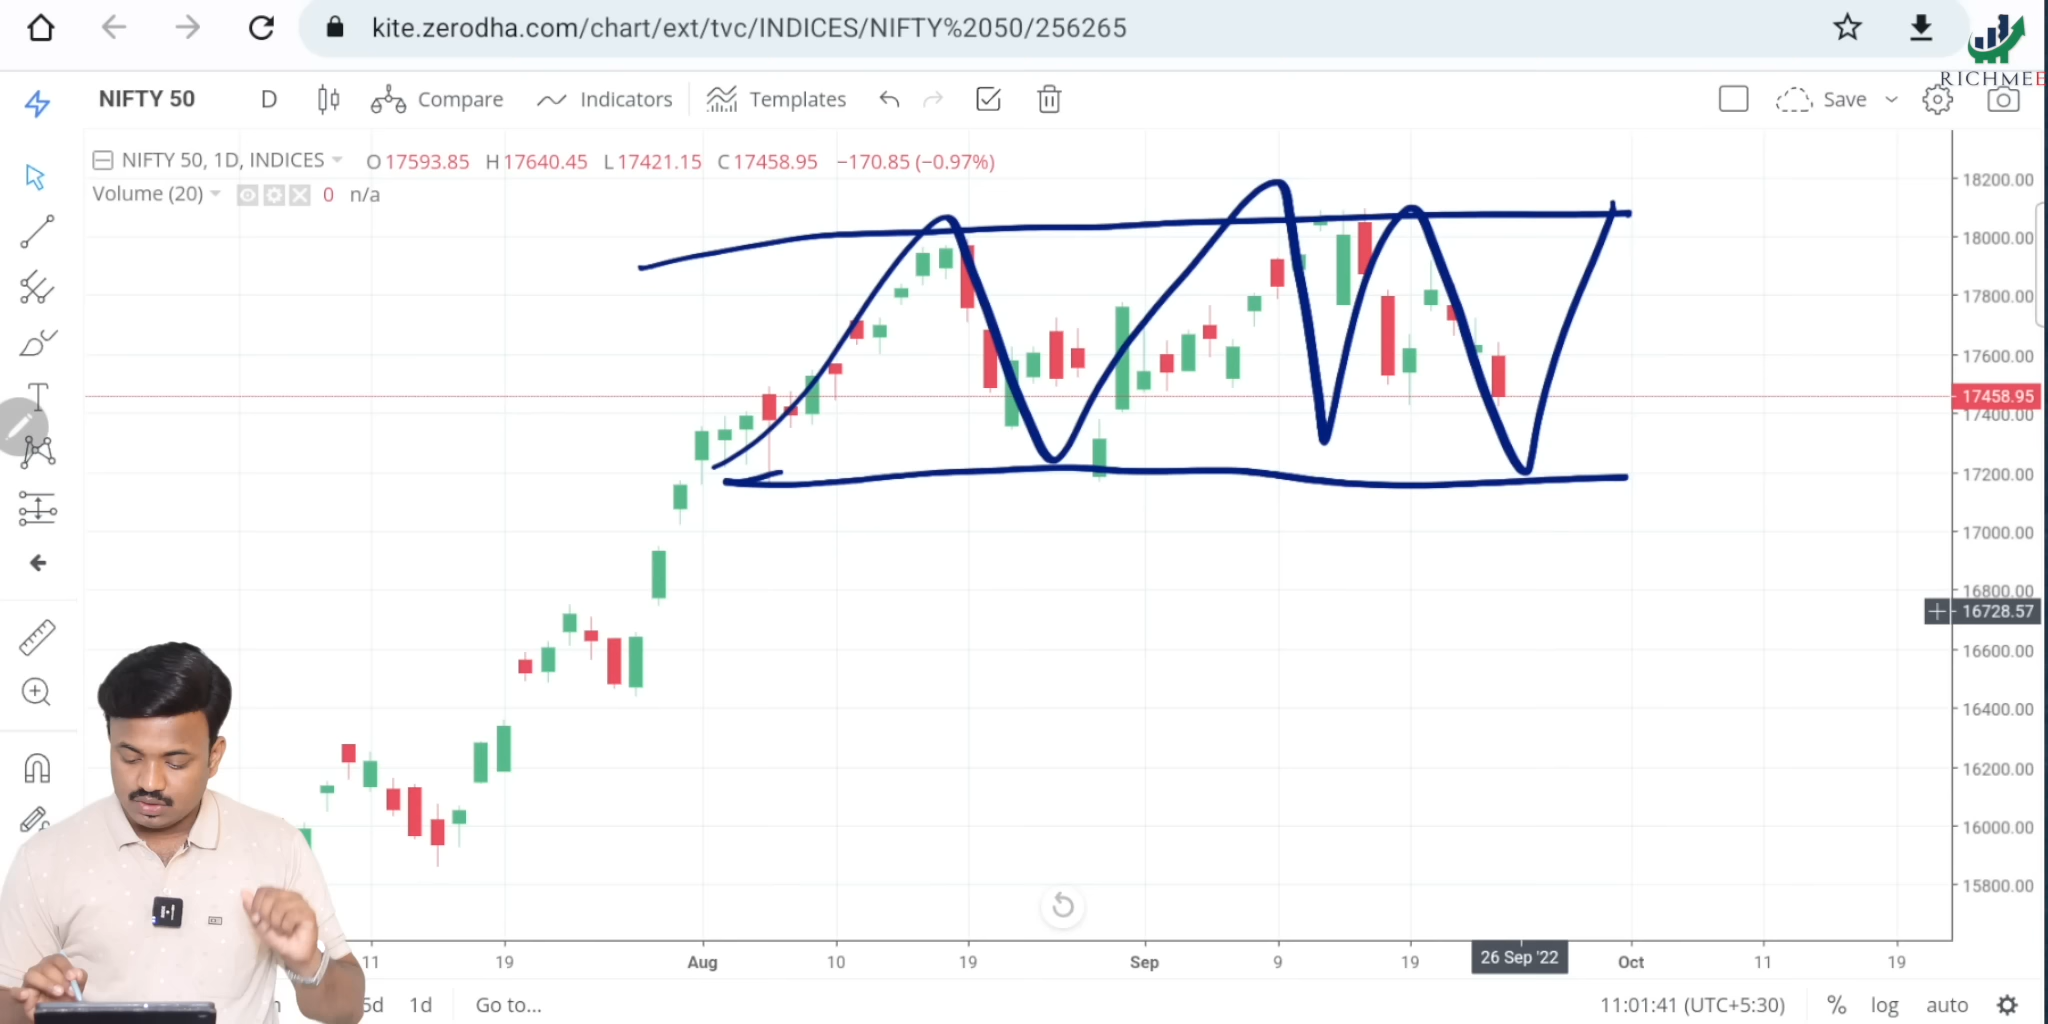 kite.zerodha.com/chart/ext/tvc/INDICES/NIFTY%2050/256265
RICHMEE
NIFTY 50 D Compare Indicators Templates Save
NIFTY 50, 1D, INDICES O17593.85 H17640.45 L17421.15 C17458.95 −170.85 (−0.97%)
Volume (20) 0 n/a
18200.00
18000.00
17800.00
17600.00
17458.95
17400.00
17200.00
17000.00
16800.00
16728.57
16600.00
16400.00
16200.00
16000.00
15800.00
11 19 Aug 10 19 Sep 9 19 26 Sep '22 Oct 11 19
5d 1d Go to... 11:01:41 (UTC+5:30) % log auto